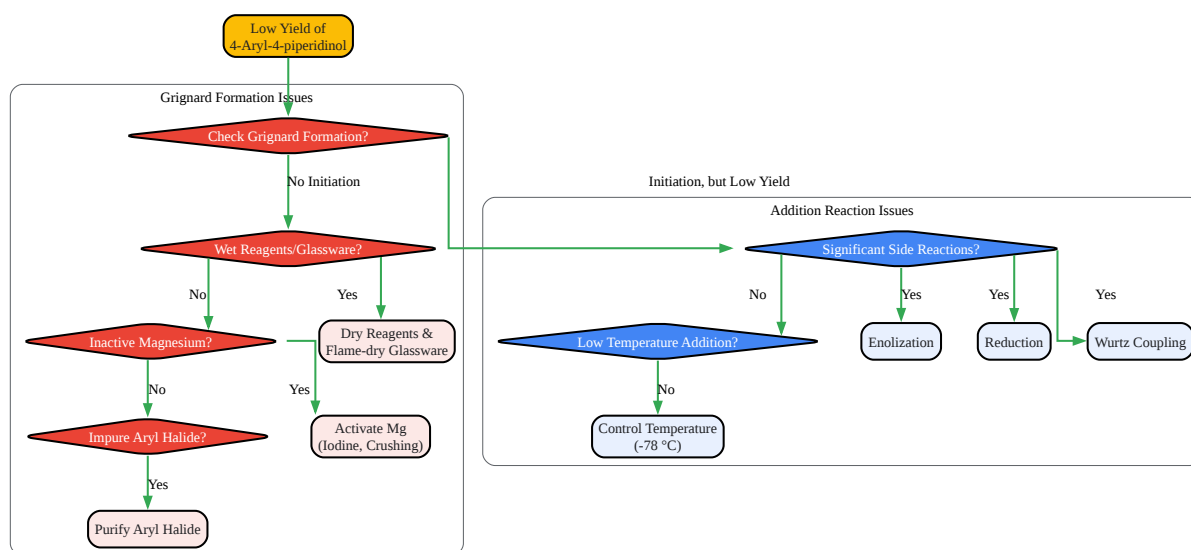 Low Yield of
4-Aryl-4-piperidinol
Grignard Formation Issues
Check Grignard Formation?
No Initiation
Initiation, but Low Yield
Addition Reaction Issues
Wet Reagents/Glassware?
Significant Side Reactions?
No
Yes
No
Yes
Yes
Yes
Inactive Magnesium?
Dry Reagents &
Flame-dry Glassware
Low Temperature Addition?
Enolization
Reduction
Wurtz Coupling
No
Yes
No
Impure Aryl Halide?
Activate Mg
(Iodine, Crushing)
Control Temperature
(-78 °C)
Yes
Purify Aryl Halide